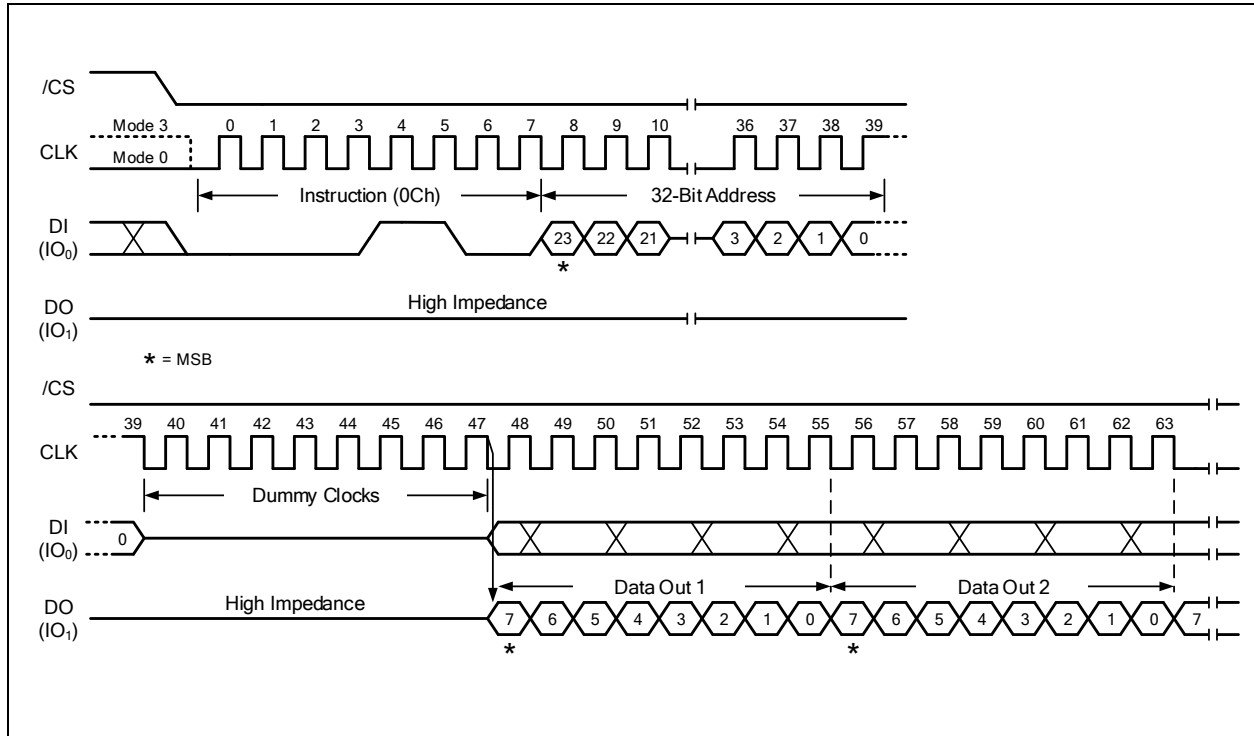 /CS
Mode 3 0 1 2 3 4 5 6 7 8 9 10 36 37 38 39
CLK
Mode 0
Instruction (0Ch) 32-Bit Address
DI
(IO₀)
23 22 21 3 2 1 0
*
High Impedance
DO
(IO₁)
* = MSB
/CS
39 40 41 42 43 44 45 46 47 48 49 50 51 52 53 54 55 56 57 58 59 60 61 62 63
CLK
Dummy Clocks
DI
(IO₀)
0
Data Out 1 Data Out 2
High Impedance
DO
(IO₁)
7 6 5 4 3 2 1 0 7 6 5 4 3 2 1 0 7
* *